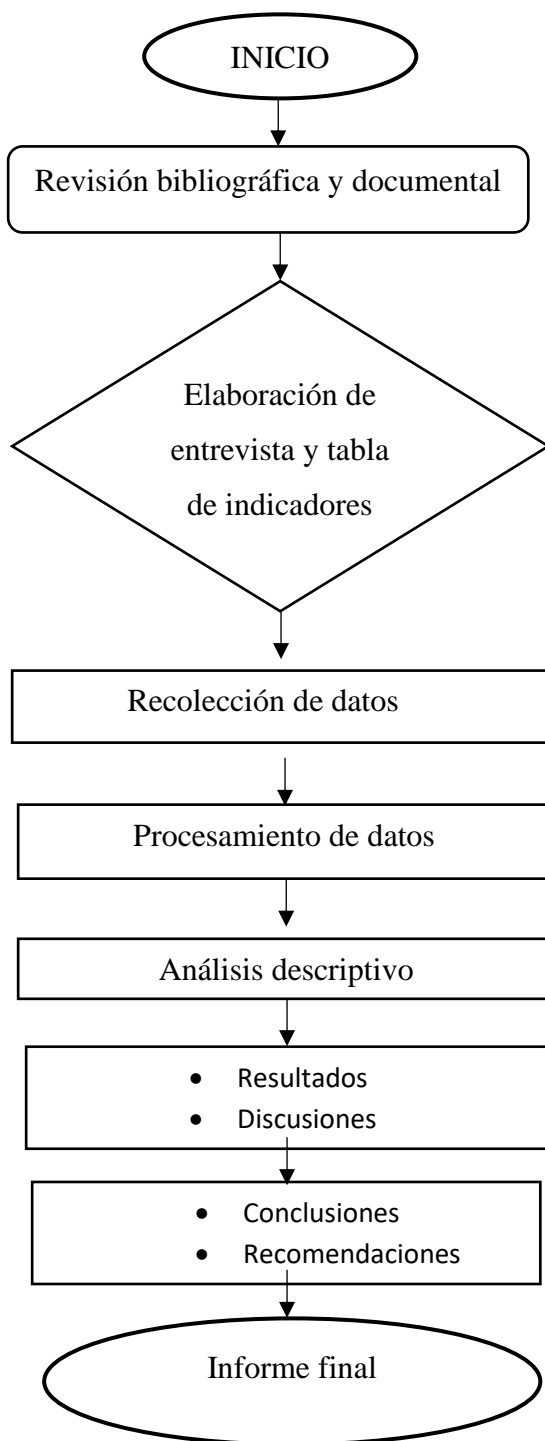 INICIO
Revisión bibliográfica y documental
Elaboración de
entrevista y tabla
de indicadores
Recolección de datos
Procesamiento de datos
Análisis descriptivo
• Resultados
• Discusiones
• Conclusiones
• Recomendaciones
Informe final